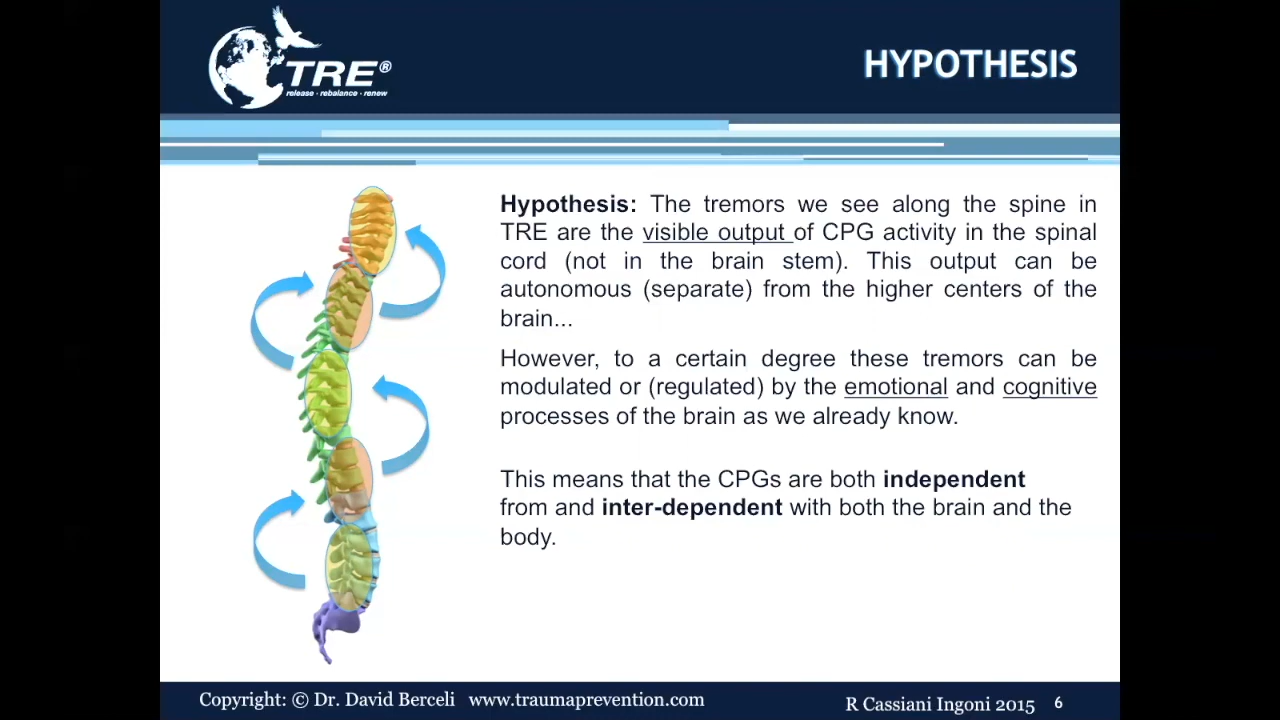 TRE®
release · rebalance · renew
HYPOTHESIS
Hypothesis: The tremors we see along the spine in
TRE are the visible output of CPG activity in the spinal
cord (not in the brain stem). This output can be
autonomous (separate) from the higher centers of the
brain...
However, to a certain degree these tremors can be
modulated or (regulated) by the emotional and cognitive
processes of the brain as we already know.
This means that the CPGs are both independent
from and inter-dependent with both the brain and the
body.
Copyright: © Dr. David Berceli www.traumaprevention.com
R Cassiani Ingoni 2015 6